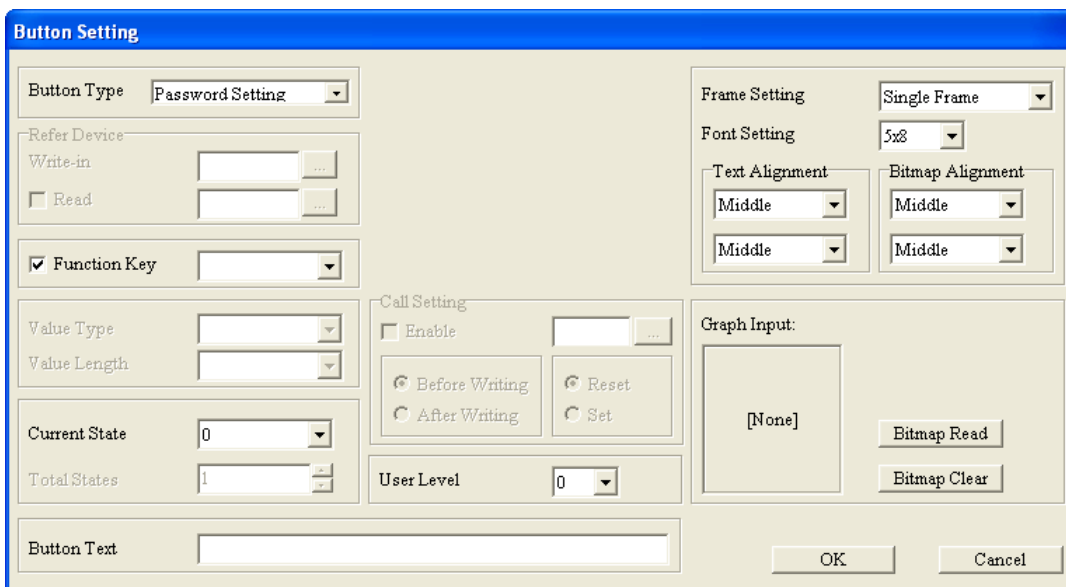 Button Setting
Button Type Password Setting
Refer Device
Write-in ...
Read ...
Function Key
Value Type
Value Length
Current State 0
Total States 1
Button Text
Call Setting
Enable ...
Before Writing
After Writing
Reset
Set
User Level 0
Frame Setting Single Frame
Font Setting 5x8
Text Alignment
Middle
Middle
Bitmap Alignment
Middle
Middle
Graph Input:
[None]
Bitmap Read
Bitmap Clear
OK Cancel